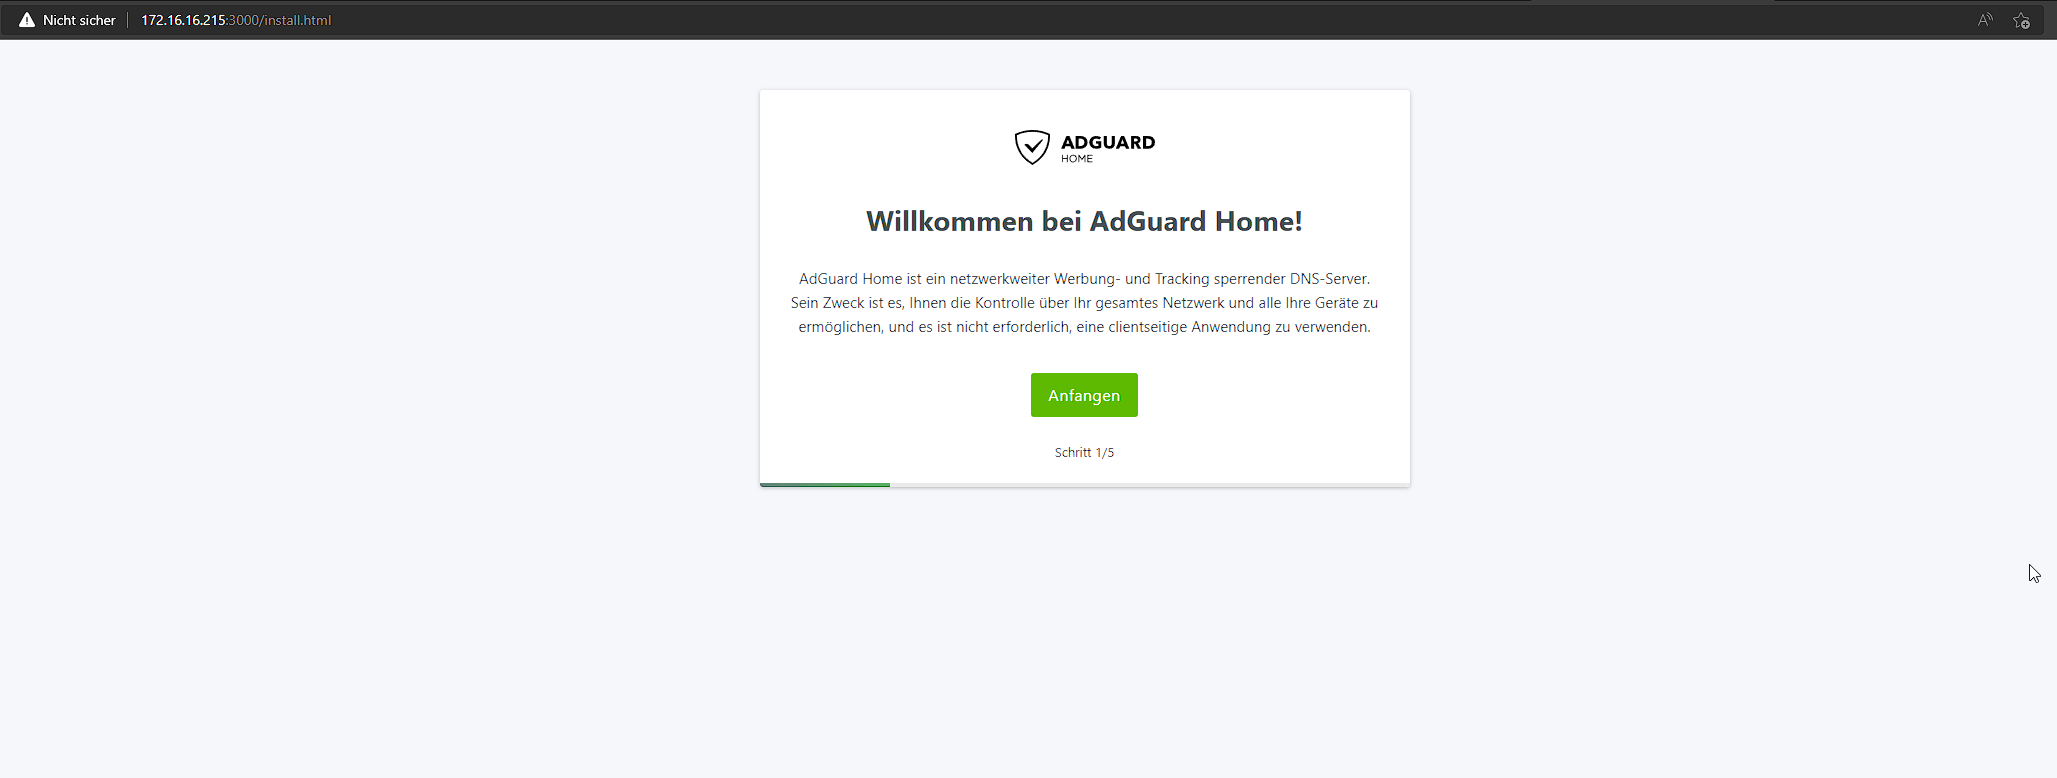 Nicht sicher 172.16.16.215:3000/install.html
ADGUARD
HOME
Willkommen bei AdGuard Home!
AdGuard Home ist ein netzwerkweiter Werbung- und Tracking sperrender DNS-Server.
Sein Zweck ist es, Ihnen die Kontrolle über Ihr gesamtes Netzwerk und alle Ihre Geräte zu
ermöglichen, und es ist nicht erforderlich, eine clientseitige Anwendung zu verwenden.
Anfangen
Schritt 1/5